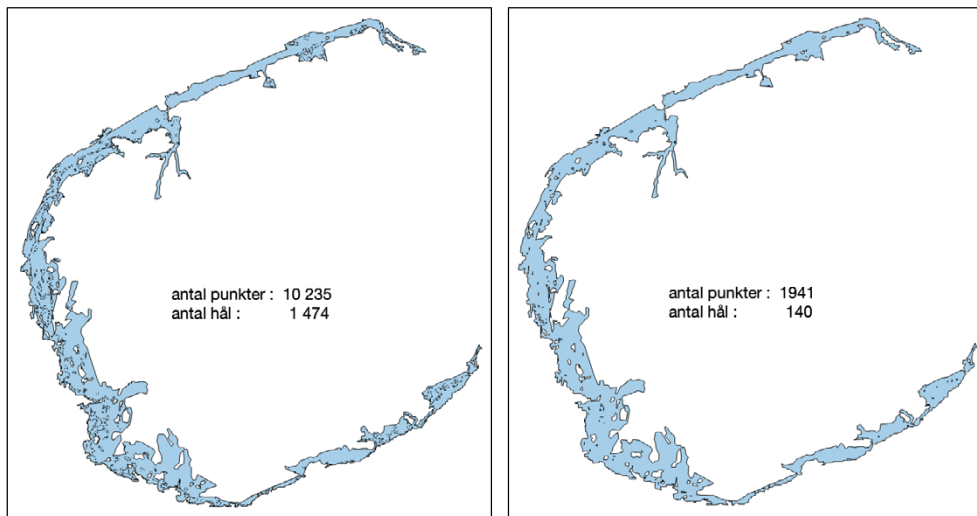 antal punkter : 10 235
antal hål : 1 474
antal punkter : 1941
antal hål : 140